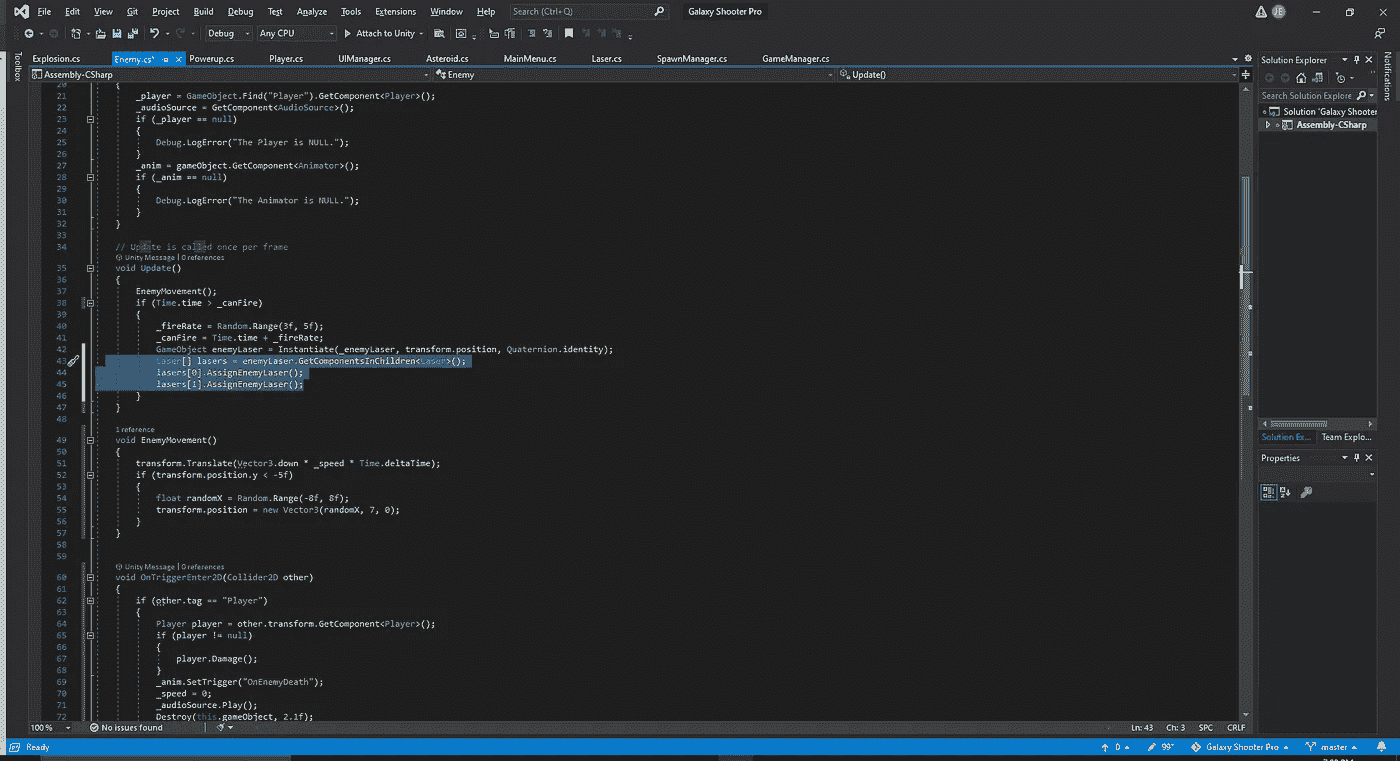 File Edit View Git Project Build Debug Test Analyze Tools Extensions Window Help Search (Ctrl+Q) Galaxy Shooter Pro JE
Debug Any CPU Attach to Unity
Explosion.cs Enemy.cs* Powerup.cs Player.cs UIManager.cs Asteroid.cs MainMenu.cs Laser.cs SpawnManager.cs GameManager.cs
Toolbox
Assembly-CSharp Enemy Update()
20 {
21 _player = GameObject.Find("Player").GetComponent<Player>();
22 _audioSource = GetComponent<AudioSource>();
23 if (_player == null)
24 {
25 Debug.LogError("The Player is NULL.");
26 }
27 _anim = gameObject.GetComponent<Animator>();
28 if (_anim == null)
29 {
30 Debug.LogError("The Animator is NULL.");
31 }
32 }
33
34 // Update is called once per frame
Unity Message | 0 references
35 void Update()
36 {
37 EnemyMovement();
38 if (Time.time > _canFire)
39 {
40 _fireRate = Random.Range(3f, 5f);
41 _canFire = Time.time + _fireRate;
42 GameObject enemyLaser = Instantiate(_enemyLaser, transform.position, Quaternion.identity);
43 Laser[] lasers = enemyLaser.GetComponentsInChildren<Laser>();
44 lasers[0].AssignEnemyLaser();
45 lasers[1].AssignEnemyLaser();
46 }
47 }
48
1 reference
49 void EnemyMovement()
50 {
51 transform.Translate(Vector3.down * _speed * Time.deltaTime);
52 if (transform.position.y < -5f)
53 {
54 float randomX = Random.Range(-8f, 8f);
55 transform.position = new Vector3(randomX, 7, 0);
56 }
57 }
58
59
Unity Message | 0 references
60 void OnTriggerEnter2D(Collider2D other)
61 {
62 if (other.tag == "Player")
63 {
64 Player player = other.transform.GetComponent<Player>();
65 if (player != null)
66 {
67 player.Damage();
68 }
69 _anim.SetTrigger("OnEnemyDeath");
70 _speed = 0;
71 _audioSource.Play();
72 Destroy(this.gameObject, 2.1f);
100 % No issues found Ln: 43 Ch: 3 SPC CRLF
Solution Explorer
Search Solution Explore
Solution 'Galaxy Shooter
Assembly-CSharp
Solution Ex... Team Explo...
Properties
Notifications
Ready 0 99+ Galaxy Shooter Pro master